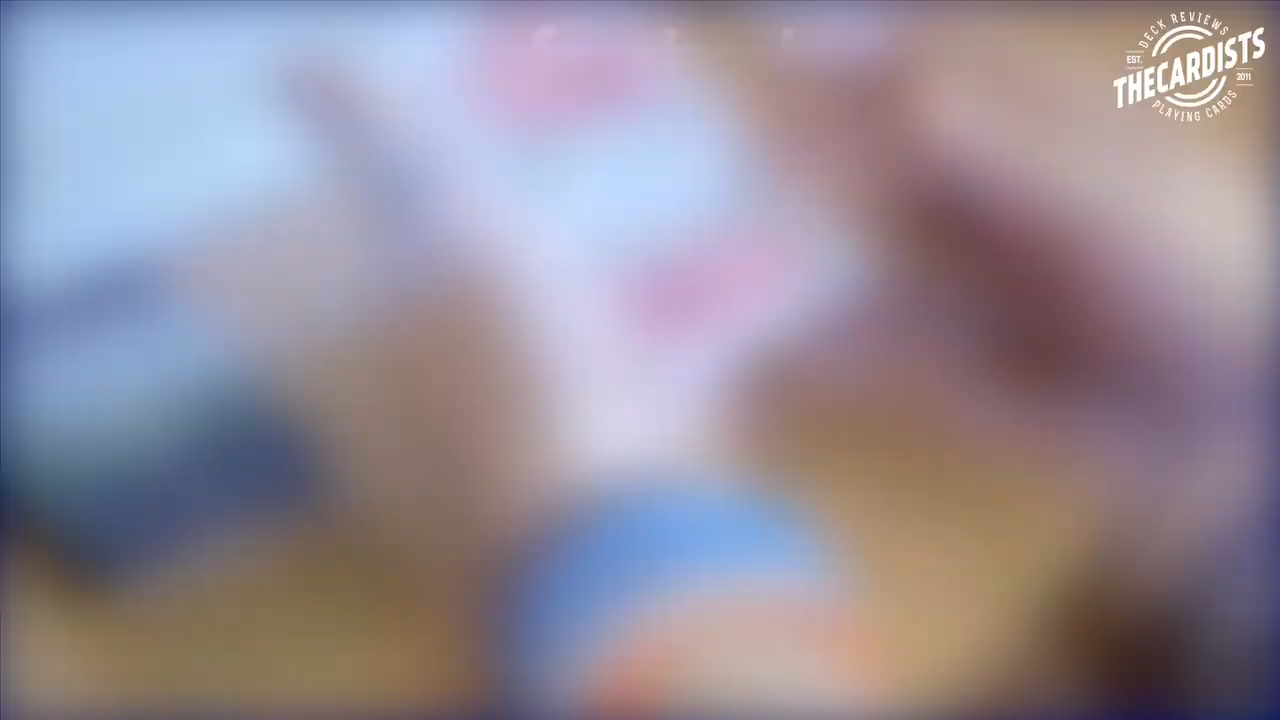 DECK REVIEWS
EST.
THECARDISTS
2011
PLAYING CARDS